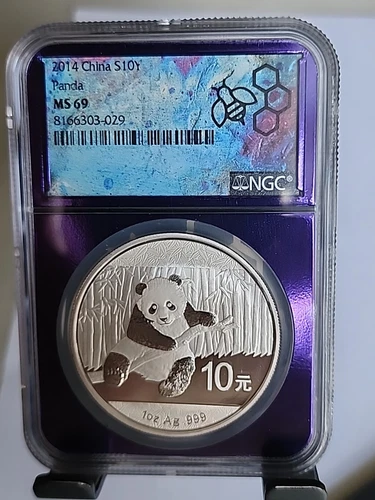 2014 China S10Y
Panda
MS 69
8166303-029
NGC®
10元
1oz Ag .999